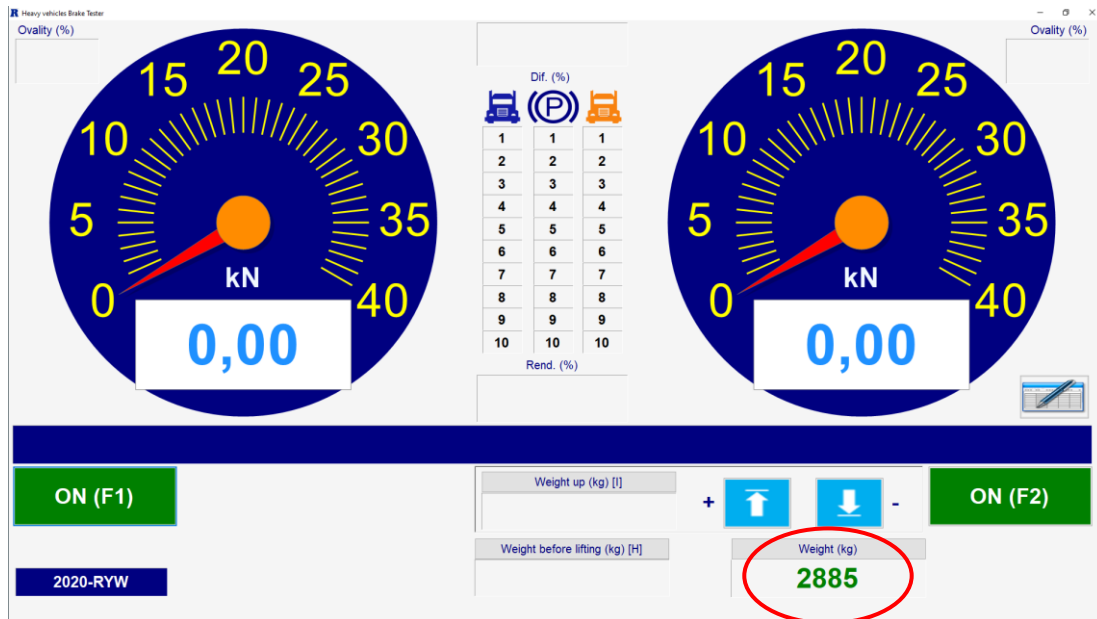 R Heavy vehicles Brake Tester
Ovality (%)
Ovality (%)
0
5
10
15
20
25
30
35
40
kN
0,00
Dif. (%)
(P)
1 1 1
2 2 2
3 3 3
4 4 4
5 5 5
6 6 6
7 7 7
8 8 8
9 9 9
10 10 10
Rend. (%)
0
5
10
15
20
25
30
35
40
kN
0,00
ON (F1)
Weight up (kg) [I]
+
-
ON (F2)
Weight before lifting (kg) [H]
Weight (kg)
2885
2020-RYW